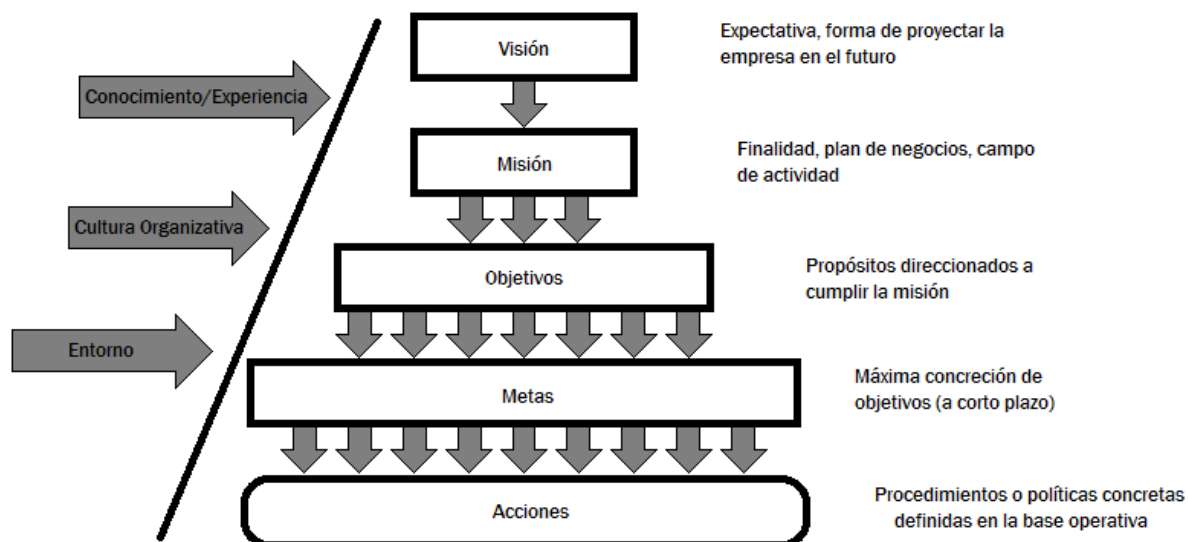 Visión
Expectativa, forma de proyectar la
empresa en el futuro
Conocimiento/Experiencia
Misión
Finalidad, plan de negocios, campo
de actividad
Cultura Organizativa
Objetivos
Propósitos direccionados a
cumplir la misión
Entorno
Metas
Máxima concreción de
objetivos (a corto plazo)
Acciones
Procedimientos o políticas concretas
definidas en la base operativa